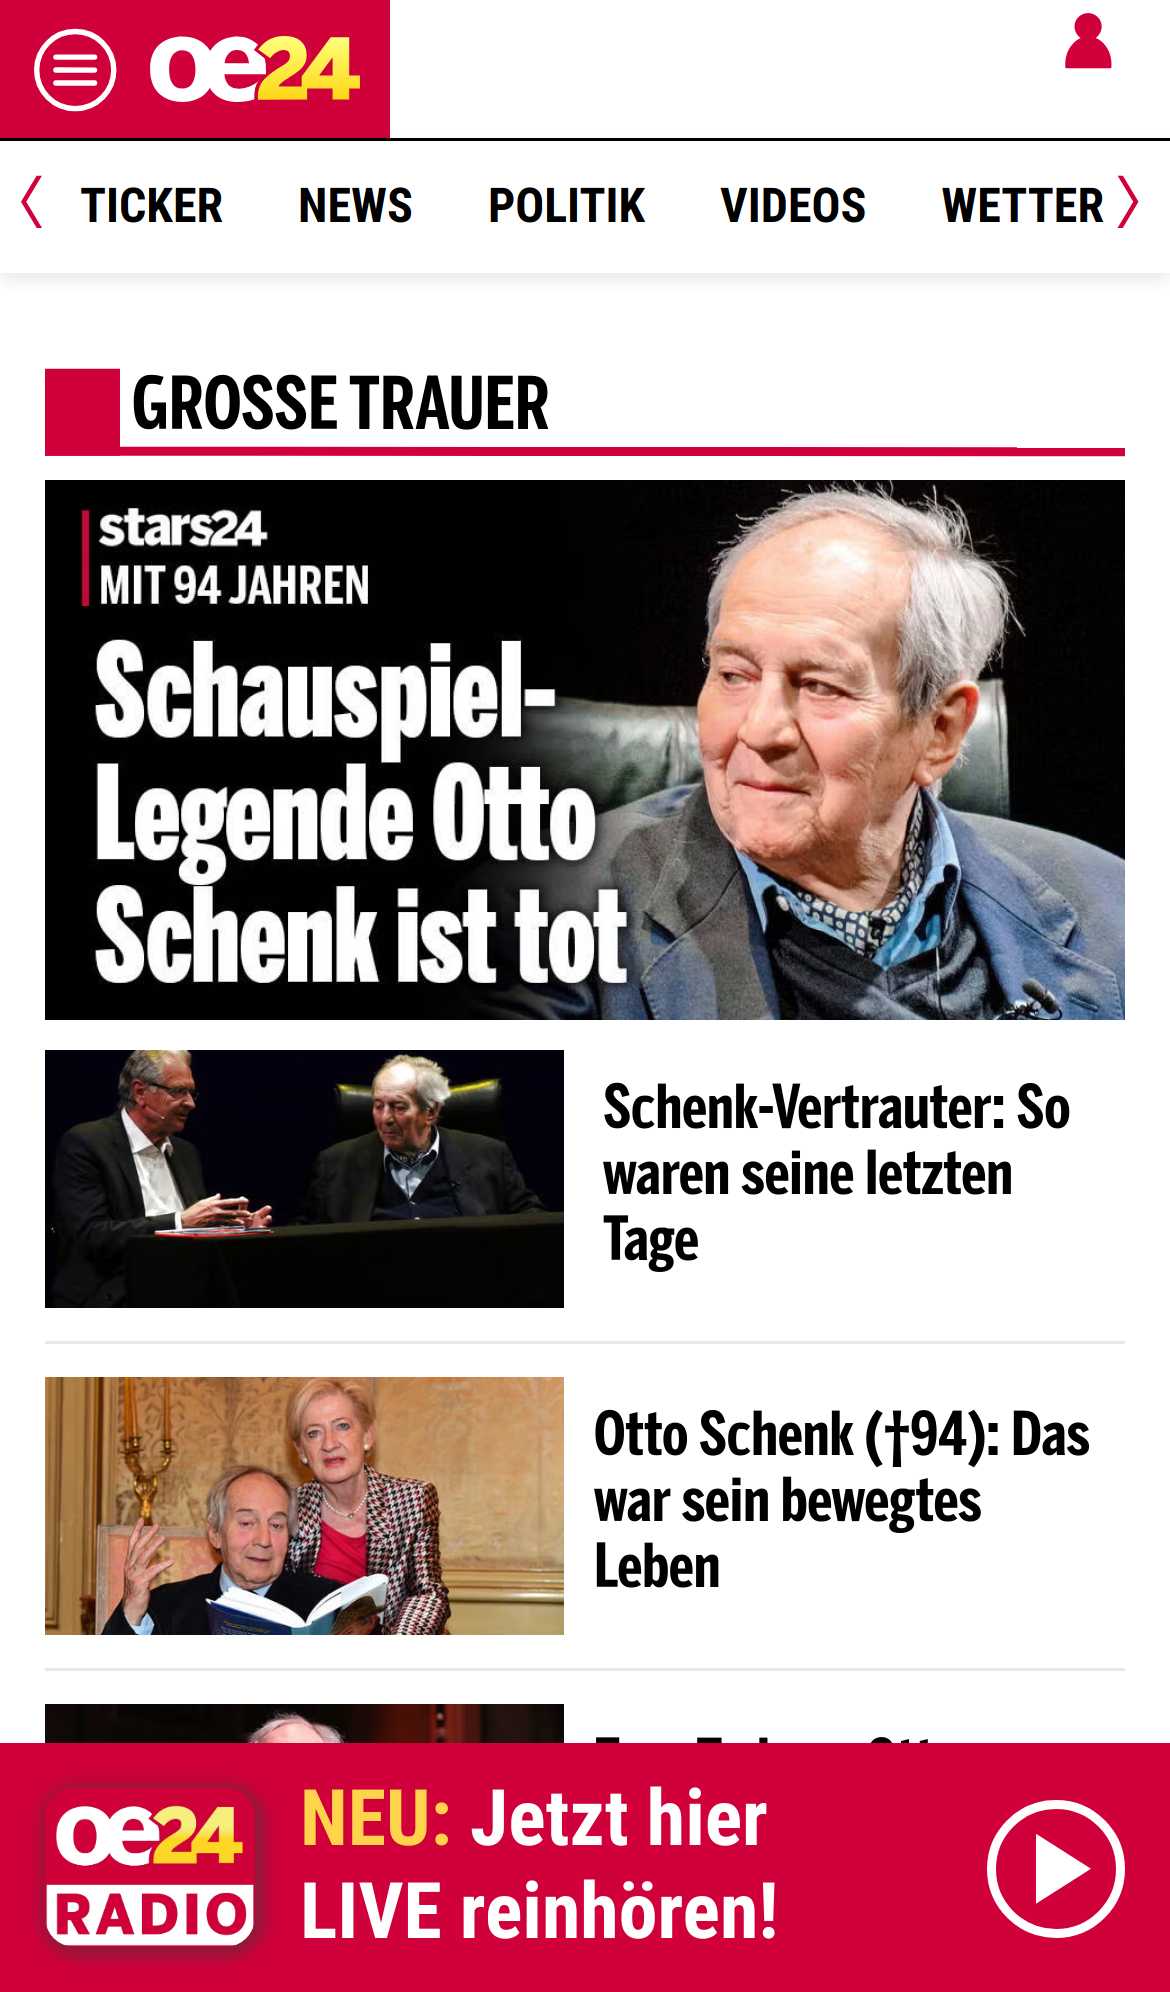 oe24
TICKER NEWS POLITIK VIDEOS WETTER
GROSSE TRAUER
stars24
MIT 94 JAHREN
Schauspiel-
Legende Otto
Schenk ist tot
Schenk-Vertrauter: So
waren seine letzten
Tage
Otto Schenk (†94): Das
war sein bewegtes
Leben
oe24
RADIO
NEU: Jetzt hier
LIVE reinhören!